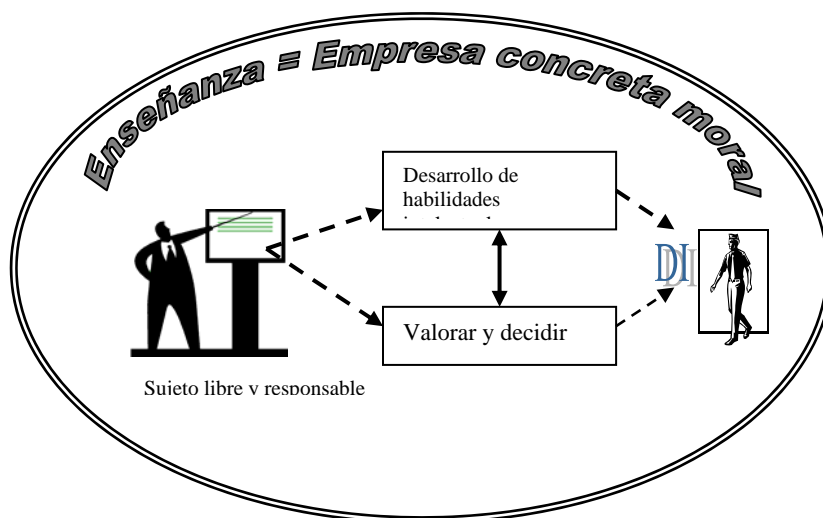 Enseñanza = Empresa concreta moral
Desarrollo de
habilidades
DI
Valorar y decidir
Sujeto libre y responsable